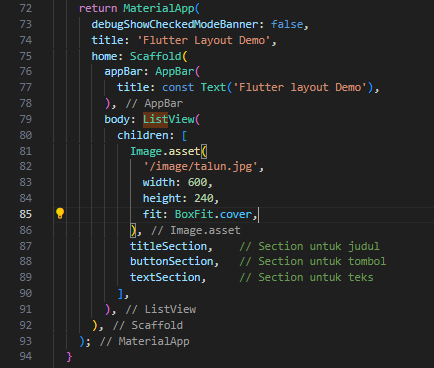 72 return MaterialApp(
73 debugShowCheckedModeBanner: false,
74 title: 'Flutter Layout Demo',
75 home: Scaffold(
76 appBar: AppBar(
77 title: const Text('Flutter layout Demo'),
78 ), // AppBar
79 body: ListView(
80 children: [
81 Image.asset(
82 '/image/talun.jpg',
83 width: 600,
84 height: 240,
85 fit: BoxFit.cover,
86 ), // Image.asset
87 titleSection, // Section untuk judul
88 buttonSection, // Section untuk tombol
89 textSection, // Section untuk teks
90 ],
91 ), // ListView
92 ), // Scaffold
93 ); // MaterialApp
94 }